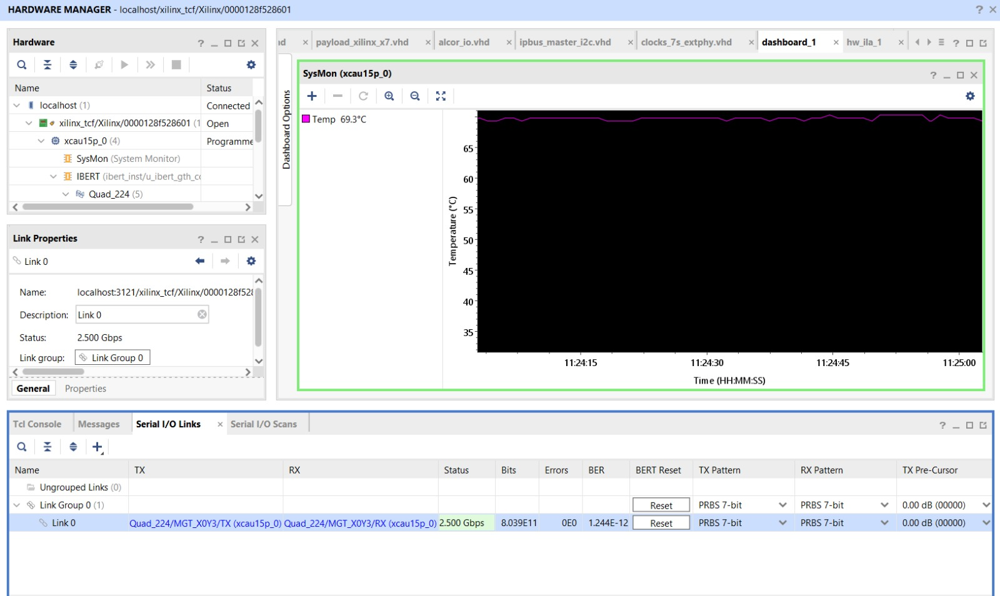 HARDWARE MANAGER - localhost/xilinx_tcf/Xilinx/0000128f528601
Hardware
Name Status
localhost (1) Connected
xilinx_tcf/Xilinx/0000128f528601 (1 Open
xcau15p_0 (4) Programme
SysMon (System Monitor)
IBERT (ibert_inst/u_ibert_gth_co
Quad_224 (5)
Link Properties
Link 0
Name: localhost:3121/xilinx_tcf/Xilinx/0000128f528
Description: Link 0
Status: 2.500 Gbps
Link group: Link Group 0
General Properties
payload_xilinx_x7.vhd alcor_io.vhd ipbus_master_i2c.vhd clocks_7s_extphy.vhd dashboard_1 hw_ila_1
Dashboard Options
SysMon (xcau15p_0)
Temp 69.3°C
Temperature (°C)
65
60
55
50
45
40
35
11:24:15 11:24:30 11:24:45 11:25:00
Time (HH:MM:SS)
Tcl Console Messages Serial I/O Links Serial I/O Scans
Name TX RX Status Bits Errors BER BERT Reset TX Pattern RX Pattern TX Pre-Cursor
Ungrouped Links (0)
Link Group 0 (1) Reset PRBS 7-bit PRBS 7-bit 0.00 dB (00000)
Link 0 Quad_224/MGT_X0Y3/TX (xcau15p_0) Quad_224/MGT_X0Y3/RX (xcau15p_0) 2.500 Gbps 8.039E11 0E0 1.244E-12 Reset PRBS 7-bit PRBS 7-bit 0.00 dB (00000)